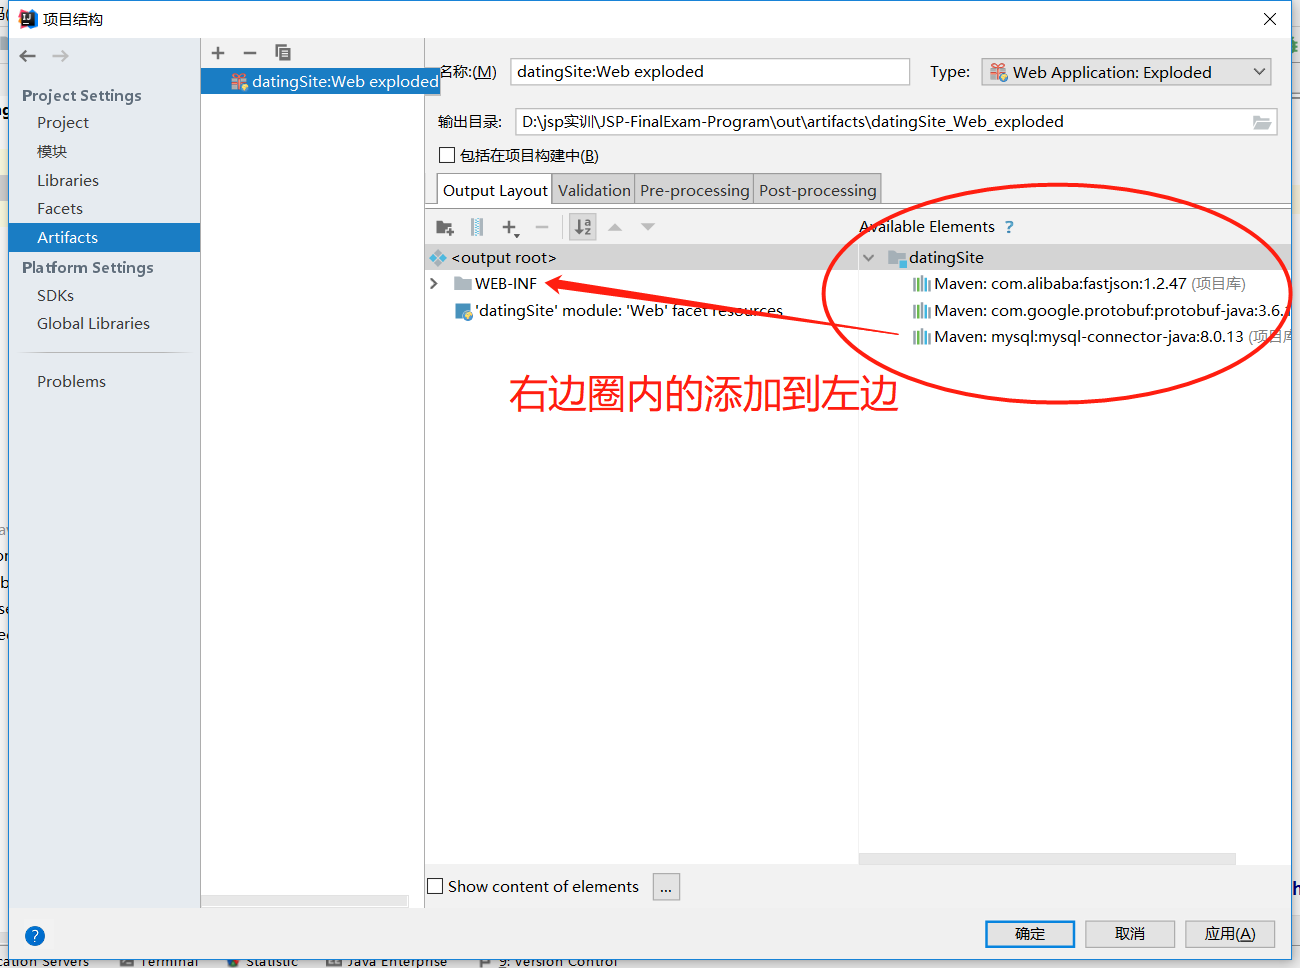 项目结构
Project Settings
Project
模块
Libraries
Facets
Artifacts
Platform Settings
SDKs
Global Libraries
Problems
datingSite:Web exploded
名称:(M) datingSite:Web exploded Type: Web Application: Exploded
输出目录: D:\jsp实训\JSP-FinalExam-Program\out\artifacts\datingSite_Web_exploded
包括在项目构建中(B)
Output Layout Validation Pre-processing Post-processing
Available Elements ?
<output root>
WEB-INF
'datingSite' module: 'Web' facet resources
datingSite
Maven: com.alibaba:fastjson:1.2.47 (项目库)
Maven: com.google.protobuf:protobuf-java:3.6.1
Maven: mysql:mysql-connector-java:8.0.13 (项目库
右边圈内的添加到左边
Show content of elements ...
? 确定 取消 应用(A)
cation Servers Terminal Statistic Java Enterprise 9: Version Control